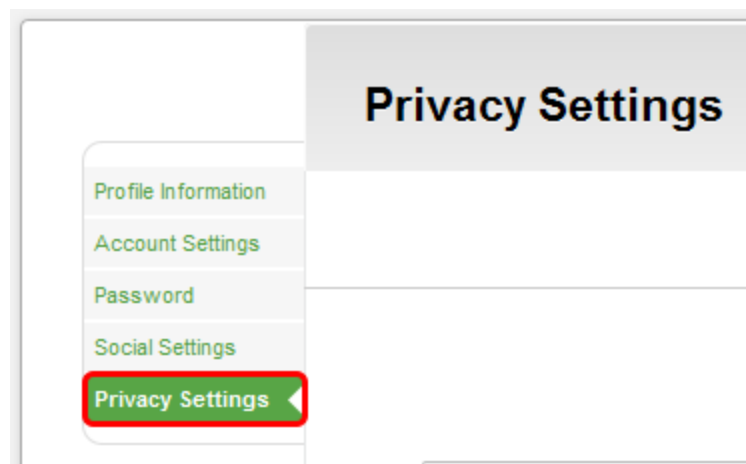 Privacy Settings
Profile Information
Account Settings
Password
Social Settings
Privacy Settings